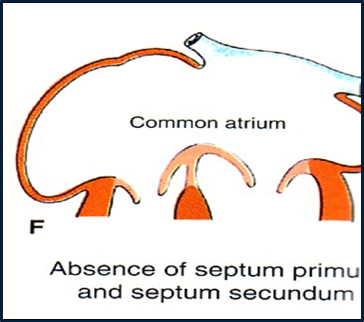 Common atrium
F
Absence of septum primu
and septum secundum